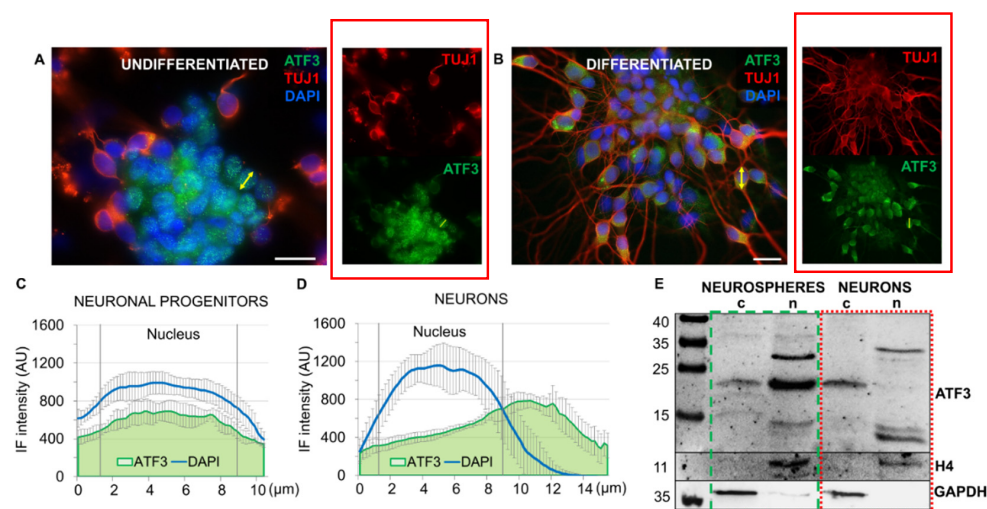 A
UNDIFFERENTIATED
ATF3
TUJ1
DAPI
TUJ1
ATF3
B
DIFFERENTIATED
ATF3
TUJ1
DAPI
TUJ1
ATF3
C
NEURONAL PROGENITORS
1600
1200
800
400
0
IF intensity (AU)
Nucleus
ATF3 DAPI
0 2 4 6 8 10 (μm)
D
NEURONS
1600
1200
800
400
0
IF intensity (AU)
Nucleus
ATF3 DAPI
0 2 4 6 8 10 12 14 (μm)
E
NEUROSPHERES NEURONS
c n c n
40
35
25
15
11
35
ATF3
H4
GAPDH